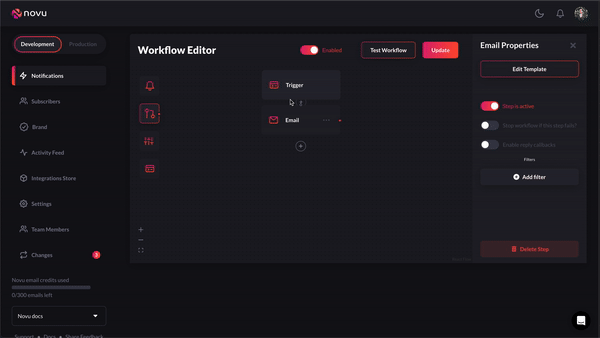 novu
Development
Production
Notifications
Subscribers
Brand
Activity Feed
Integrations Store
Settings
Team Members
Changes
Novu email credits used
0/300 emails left
Novu docs
Support • Docs • Share Feedback
Workflow Editor
Enabled
Test Workflow
Update
Trigger
Email
Email Properties
Edit Template
Step is active
Stop workflow if this step fails?
Enable reply callbacks
Filters
Add filter
Delete Step